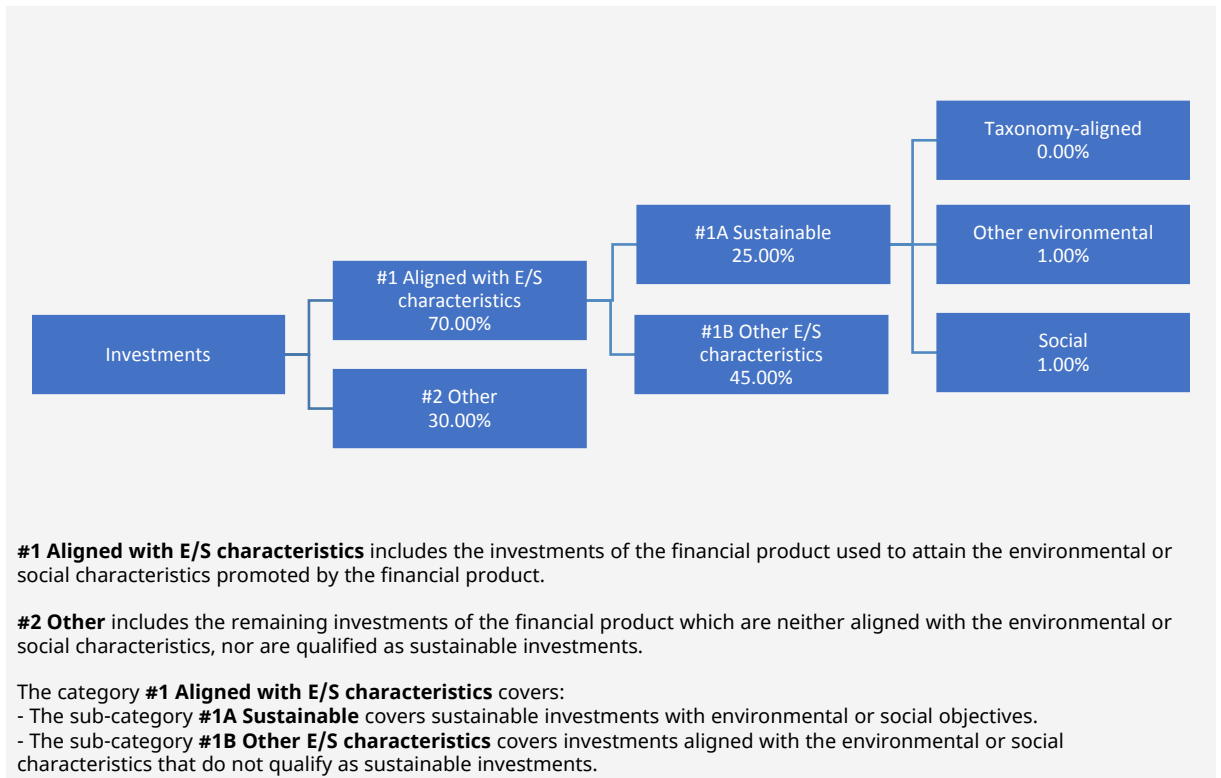 Investments
#1 Aligned with E/S
characteristics
70.00%
#2 Other
30.00%
#1A Sustainable
25.00%
#1B Other E/S
characteristics
45.00%
Taxonomy-aligned
0.00%
Other environmental
1.00%
Social
1.00%
#1 Aligned with E/S characteristics includes the investments of the financial product used to attain the environmental or
social characteristics promoted by the financial product.
#2 Other includes the remaining investments of the financial product which are neither aligned with the environmental or
social characteristics, nor are qualified as sustainable investments.
The category #1 Aligned with E/S characteristics covers:
- The sub-category #1A Sustainable covers sustainable investments with environmental or social objectives.
- The sub-category #1B Other E/S characteristics covers investments aligned with the environmental or social
characteristics that do not qualify as sustainable investments.